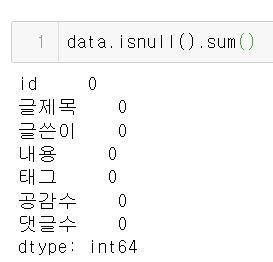 1 data.isnull().sum()
id 0
글제목 0
글쓴이 0
내용 0
태그 0
공감수 0
댓글수 0
dtype: int64